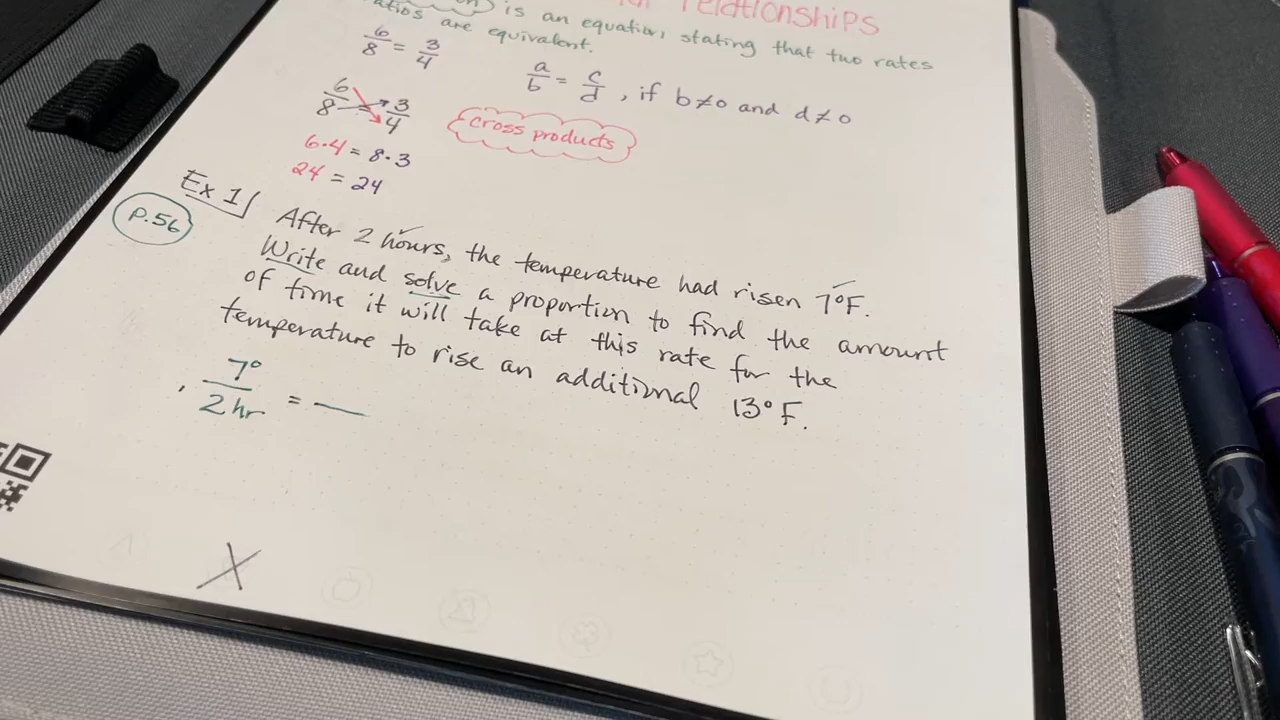 relationships
is an equation, stating that two rates
ratios are equivalent.
6/8 = 3/4
a/b = c/d, if b≠0 and d≠0
6/8 3/4
cross products
6·4 = 8·3
24 = 24
Ex 1
p.56
After 2 hours, the temperature had risen 7°F.
Write and solve a proportion to find the amount
of time it will take at this rate for the
temperature to rise an additional 13°F.
7°/2 hr =
X